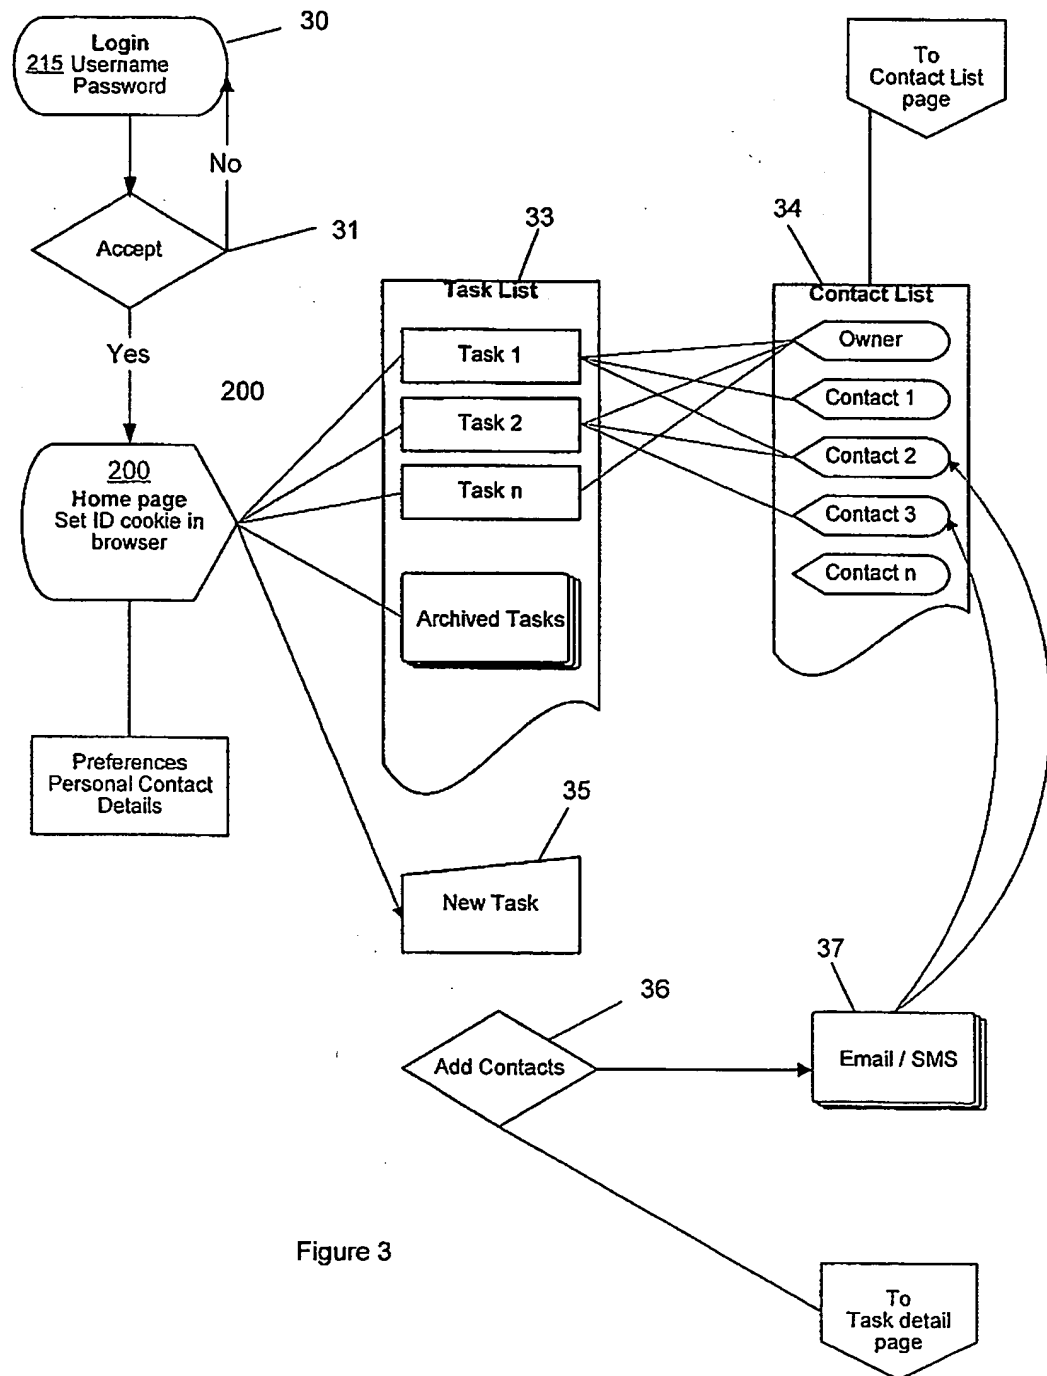 30
Login
215 Username
Password
No
Accept
31
Yes
200
200
Home page
Set ID cookie in
browser
Preferences
Personal Contact
Details
33
Task List
Task 1
Task 2
Task n
Archived Tasks
34
To
Contact List
page
Contact List
Owner
Contact 1
Contact 2
Contact 3
Contact n
35
New Task
36
Add Contacts
37
Email / SMS
Figure 3
To
Task detail
page